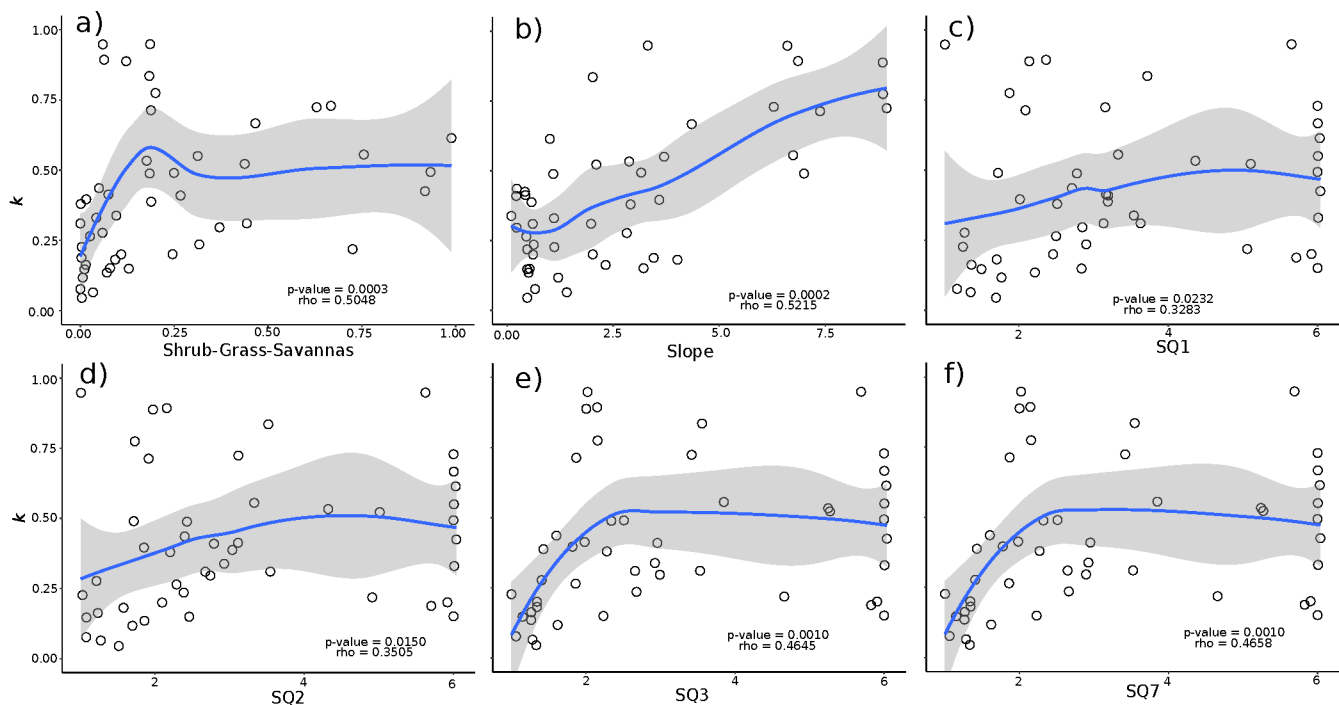 a)
1.00
0.75
0.50
0.25
0.00
k
p-value = 0.0003
rho = 0.5048
0.00 0.25 0.50 0.75 1.00
Shrub-Grass-Savannas
b)
p-value = 0.0002
rho = 0.5215
0.00 2.5 5.0 7.5
Slope
c)
p-value = 0.0232
rho = 0.3283
2 4 6
SQ1
d)
1.00
0.75
0.50
0.25
0.00
k
p-value = 0.0150
rho = 0.3505
2 4 6
SQ2
e)
p-value = 0.0010
rho = 0.4645
2 4 6
SQ3
f)
p-value = 0.0010
rho = 0.4658
2 4 6
SQ7